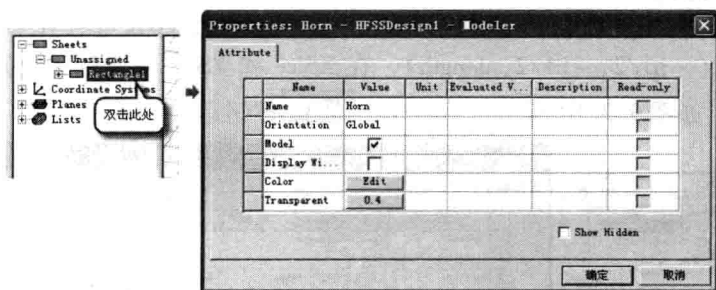 Sheets
Unassigned
Rectangle1
Coordinate Systems
Planes
Lists
双击此处
Properties: Horn - HFSSDesign1 - Modeler
Attribute
Name Value Unit Evaluated V... Description Read-only
Name Horn
Orientation Global
Model
Display Wi...
Color Edit
Transparent 0.4
Show Hidden
确定 取消